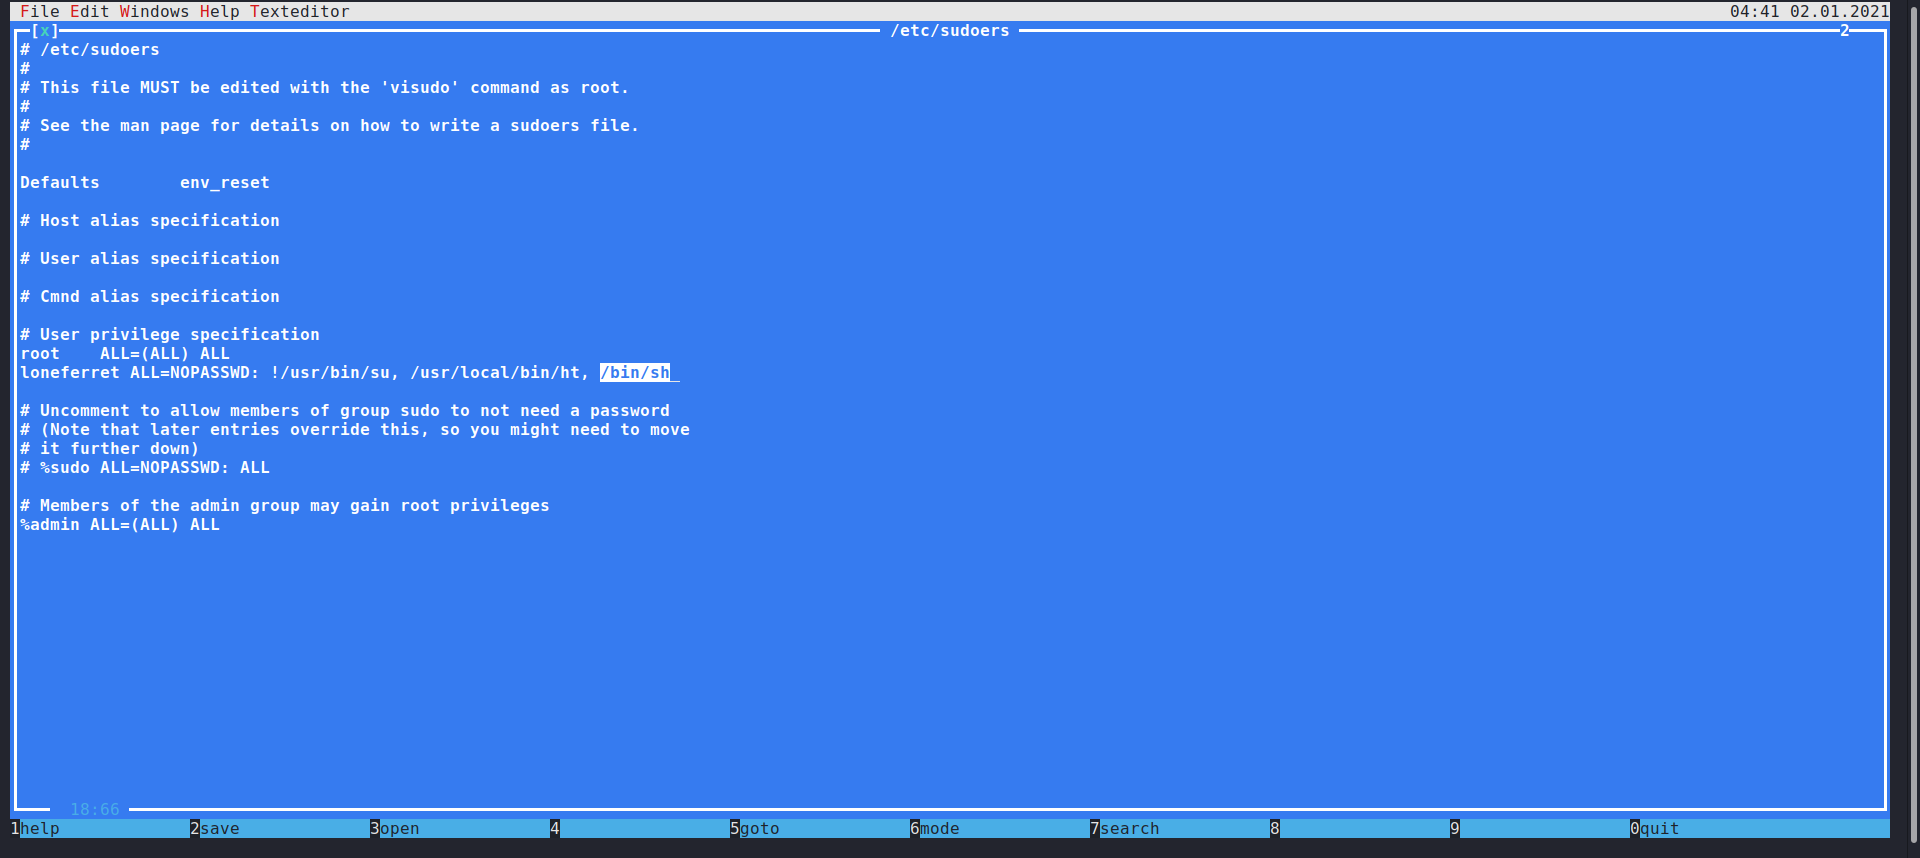 File Edit Windows Help Texteditor 04:41 02.01.2021
[x] /etc/sudoers 2
# /etc/sudoers
#
# This file MUST be edited with the 'visudo' command as root.
#
# See the man page for details on how to write a sudoers file.
#
Defaults env_reset
# Host alias specification
# User alias specification
# Cmnd alias specification
# User privilege specification
root ALL=(ALL) ALL
loneferret ALL=NOPASSWD: !/usr/bin/su, /usr/local/bin/ht, /bin/sh_
# Uncomment to allow members of group sudo to not need a password
# (Note that later entries override this, so you might need to move
# it further down)
# %sudo ALL=NOPASSWD: ALL
# Members of the admin group may gain root privileges
%admin ALL=(ALL) ALL
18:66
1help 2save 3open 4 5goto 6mode 7search 8 9 0quit